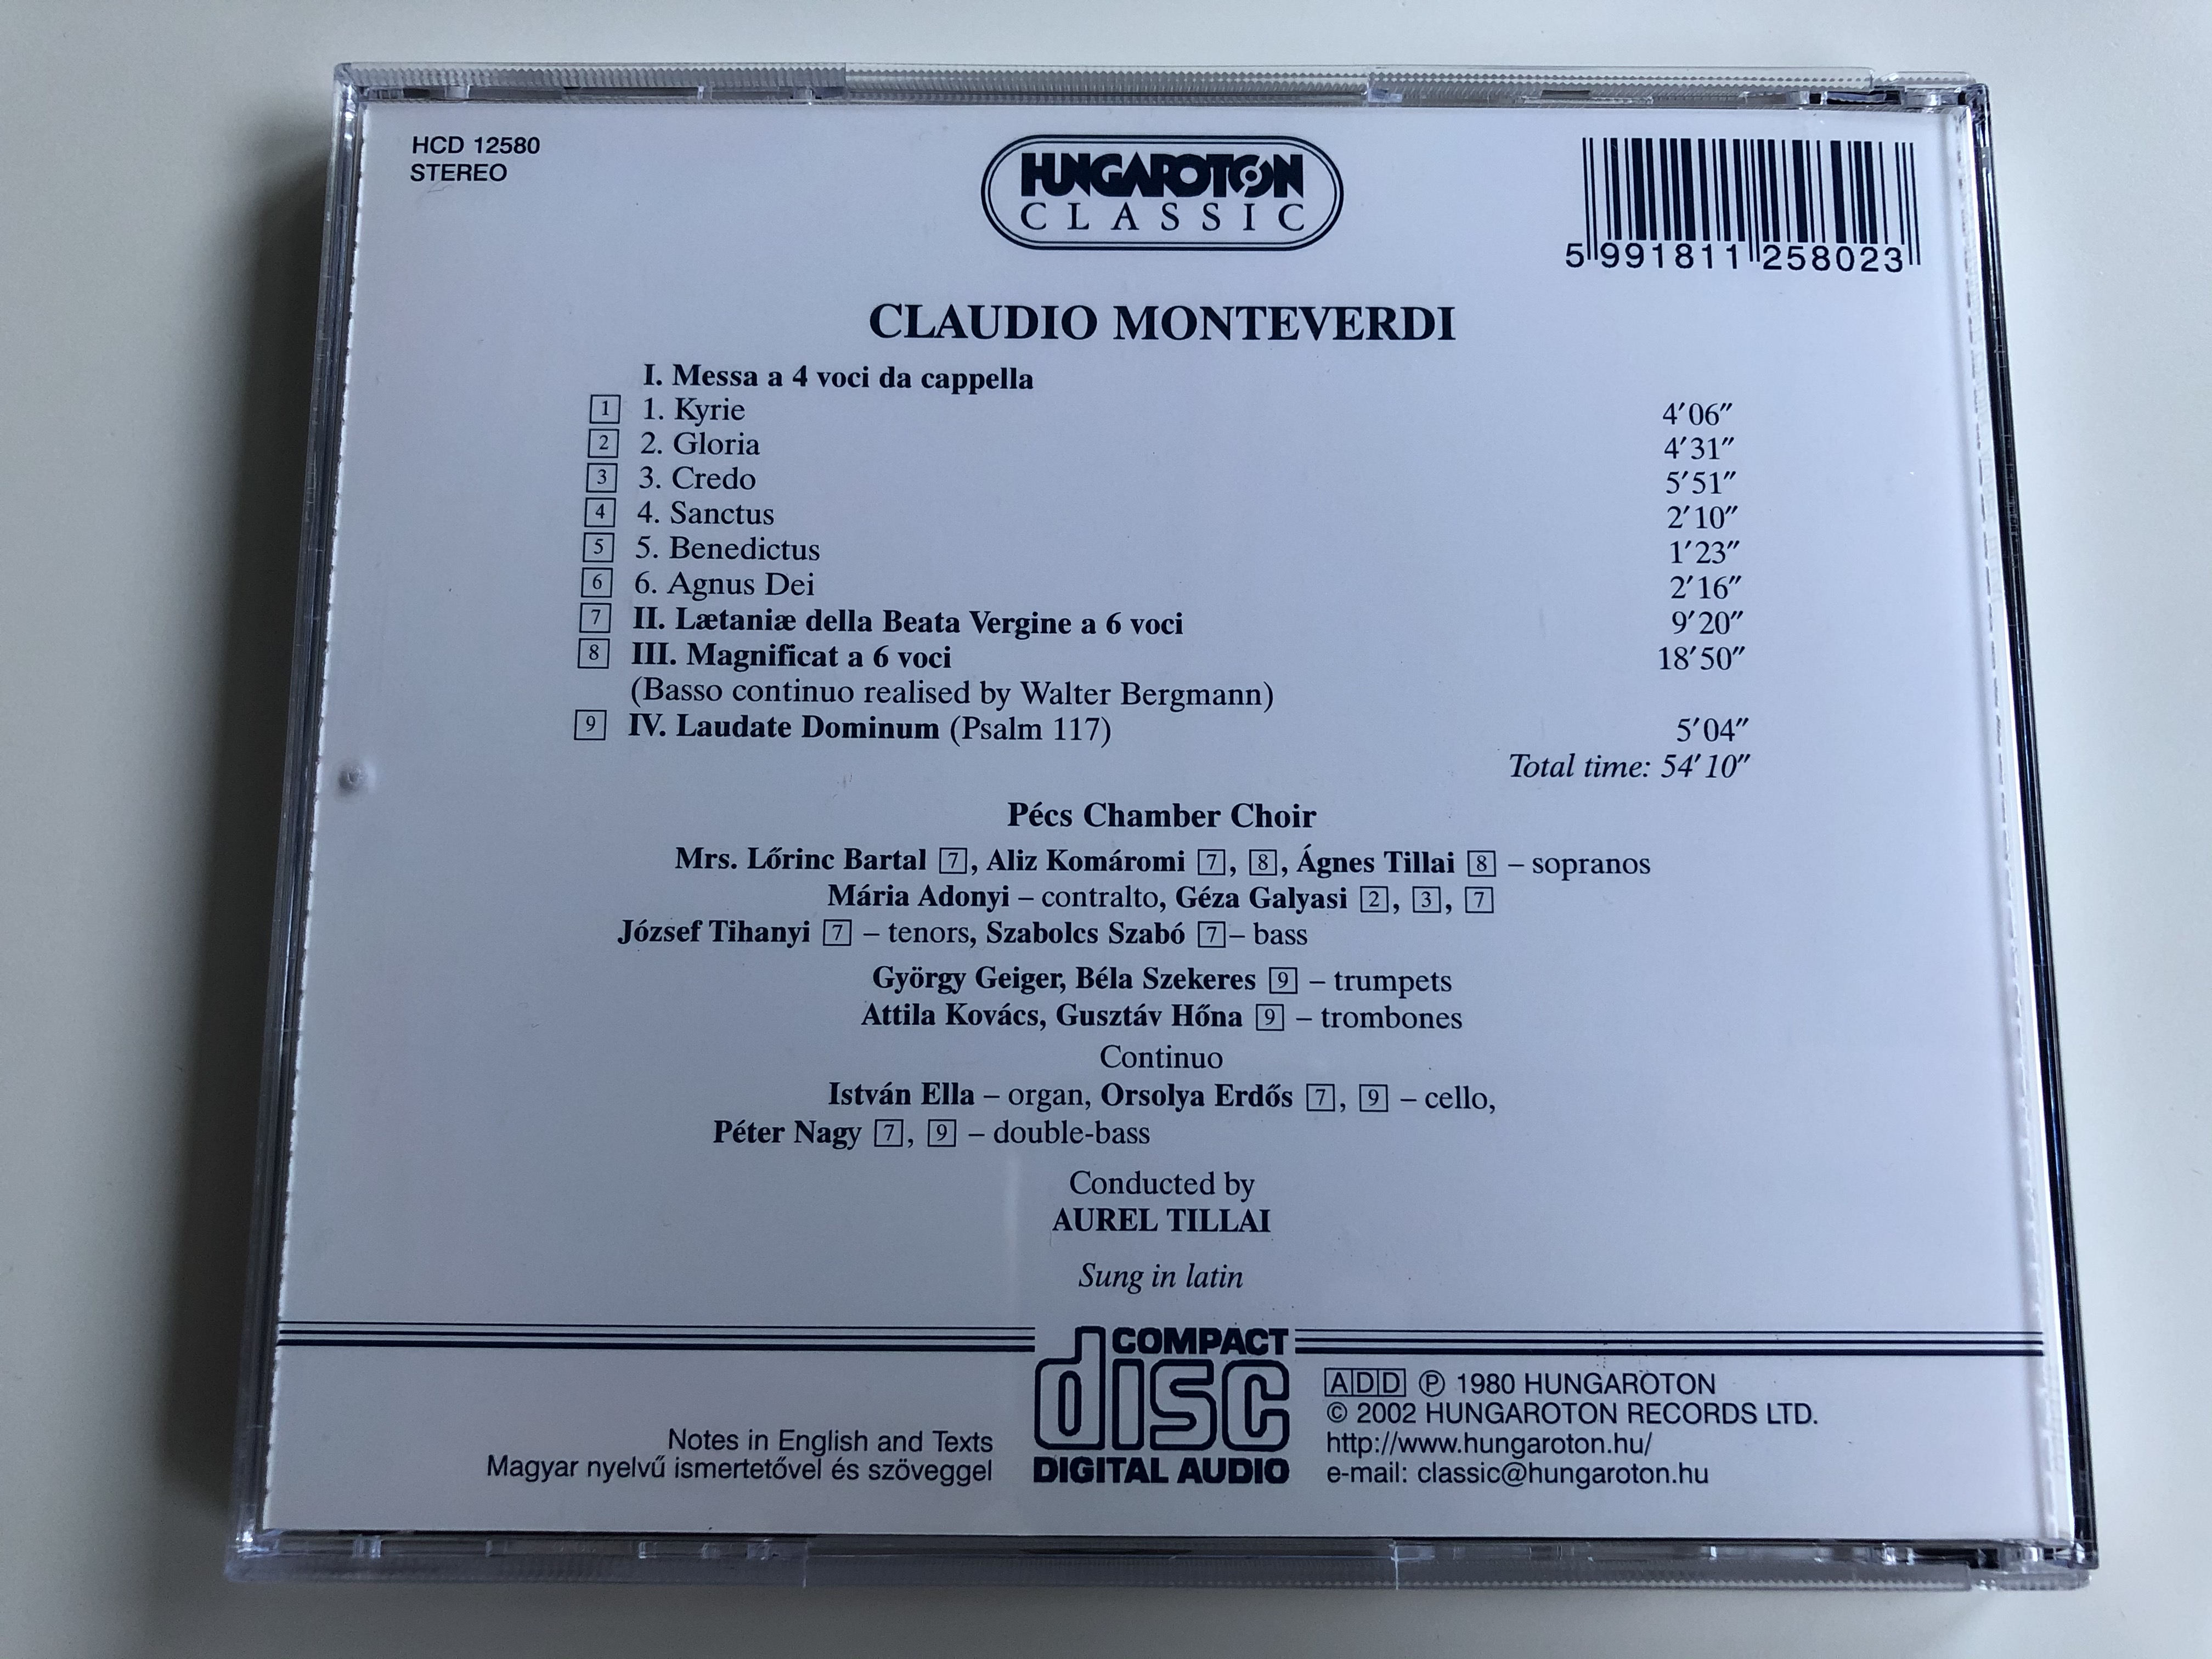 HCD 12580
STEREO
HUNGAROTON
CLASSIC
5 991811 258023
CLAUDIO MONTEVERDI
I. Messa a 4 voci da cappella
1 1. Kyrie 4′06″
2 2. Gloria 4′31″
3 3. Credo 5′51″
4 4. Sanctus 2′10″
5 5. Benedictus 1′23″
6 6. Agnus Dei 2′16″
7 II. Lætaniæ della Beata Vergine a 6 voci 9′20″
8 III. Magnificat a 6 voci 18′50″
(Basso continuo realised by Walter Bergmann)
9 IV. Laudate Dominum (Psalm 117) 5′04″
Total time: 54′10″
Pécs Chamber Choir
Mrs. Lőrinc Bartal 7, Aliz Komáromi 7, 8, Ágnes Tillai 8 – sopranos
Mária Adonyi – contralto, Géza Galyasi 2, 3, 7
József Tihanyi 7 – tenors, Szabolcs Szabó 7 – bass
György Geiger, Béla Szekeres 9 – trumpets
Attila Kovács, Gusztáv Hőna 9 – trombones
Continuo
István Ella – organ, Orsolya Erdős 7, 9 – cello,
Péter Nagy 7, 9 – double-bass
Conducted by
AUREL TILLAI
Sung in latin
Notes in English and Texts
Magyar nyelvű ismertetővel és szöveggel
COMPACT
disc
DIGITAL AUDIO
ADD ℗ 1980 HUNGAROTON
© 2002 HUNGAROTON RECORDS LTD.
http://www.hungaroton.hu/
e-mail: classic@hungaroton.hu